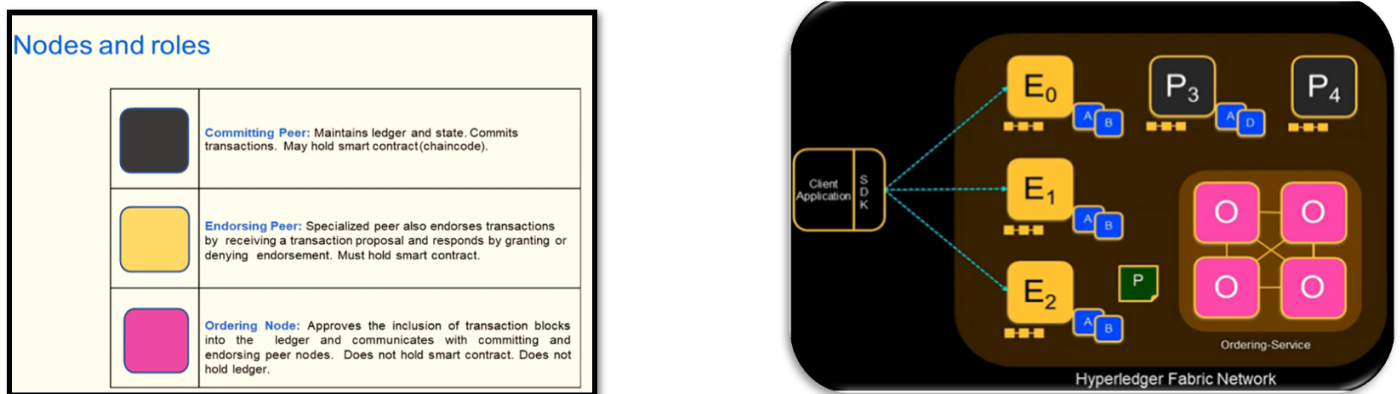 Nodes and roles
Committing Peer: Maintains ledger and state. Commits
transactions. May hold smart contract (chaincode).
Endorsing Peer: Specialized peer also endorses transactions
by receiving a transaction proposal and responds by granting or
denying endorsement. Must hold smart contract.
Ordering Node: Approves the inclusion of transaction blocks
into the ledger and communicates with committing and
endorsing peer nodes. Does not hold smart contract. Does not
hold ledger.
E0
A
B
P3
A
D
P4
Client
Application
S
D
K
E1
A
B
E2
A
B
P
O
O
O
O
Ordering-Service
Hyperledger Fabric Network